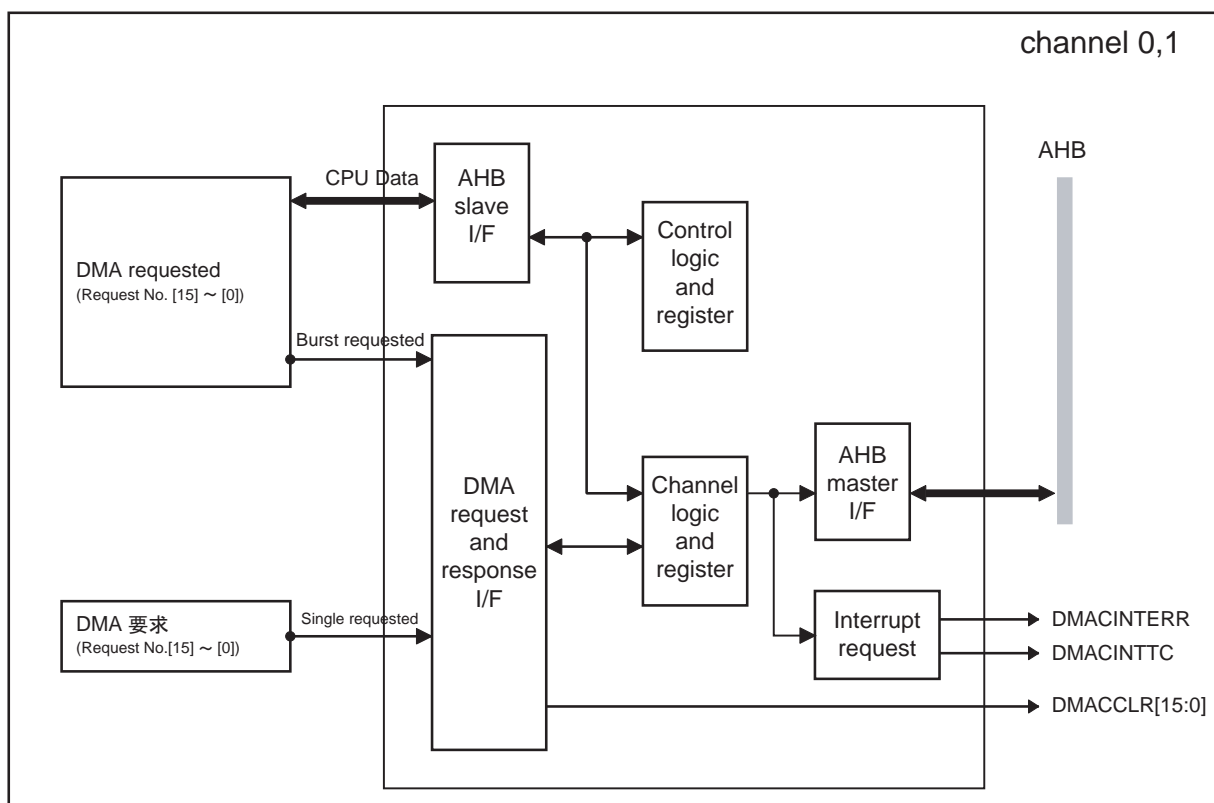 channel 0,1
AHB
CPU Data
AHB
slave
I/F
Control
logic
and
register
DMA requested
(Request No. [15] ～ [0])
Burst requested
DMA
request
and
response
I/F
Channel
logic
and
register
AHB
master
I/F
DMA 要求
(Request No.[15] ～ [0])
Single requested
Interrupt
request
DMACINTERR
DMACINTTC
DMACCLR[15:0]